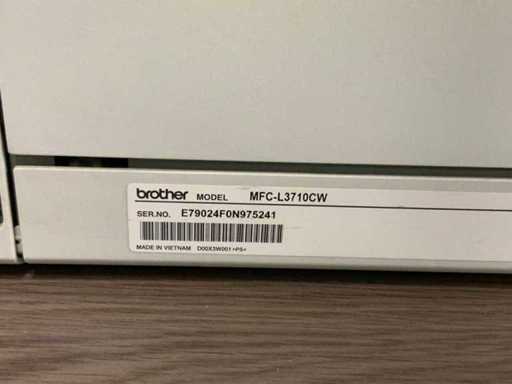 brother MODEL MFC-L3710CW
SER.NO. E79024F0N975241
MADE IN VIETNAM D00X3W001 *PS*